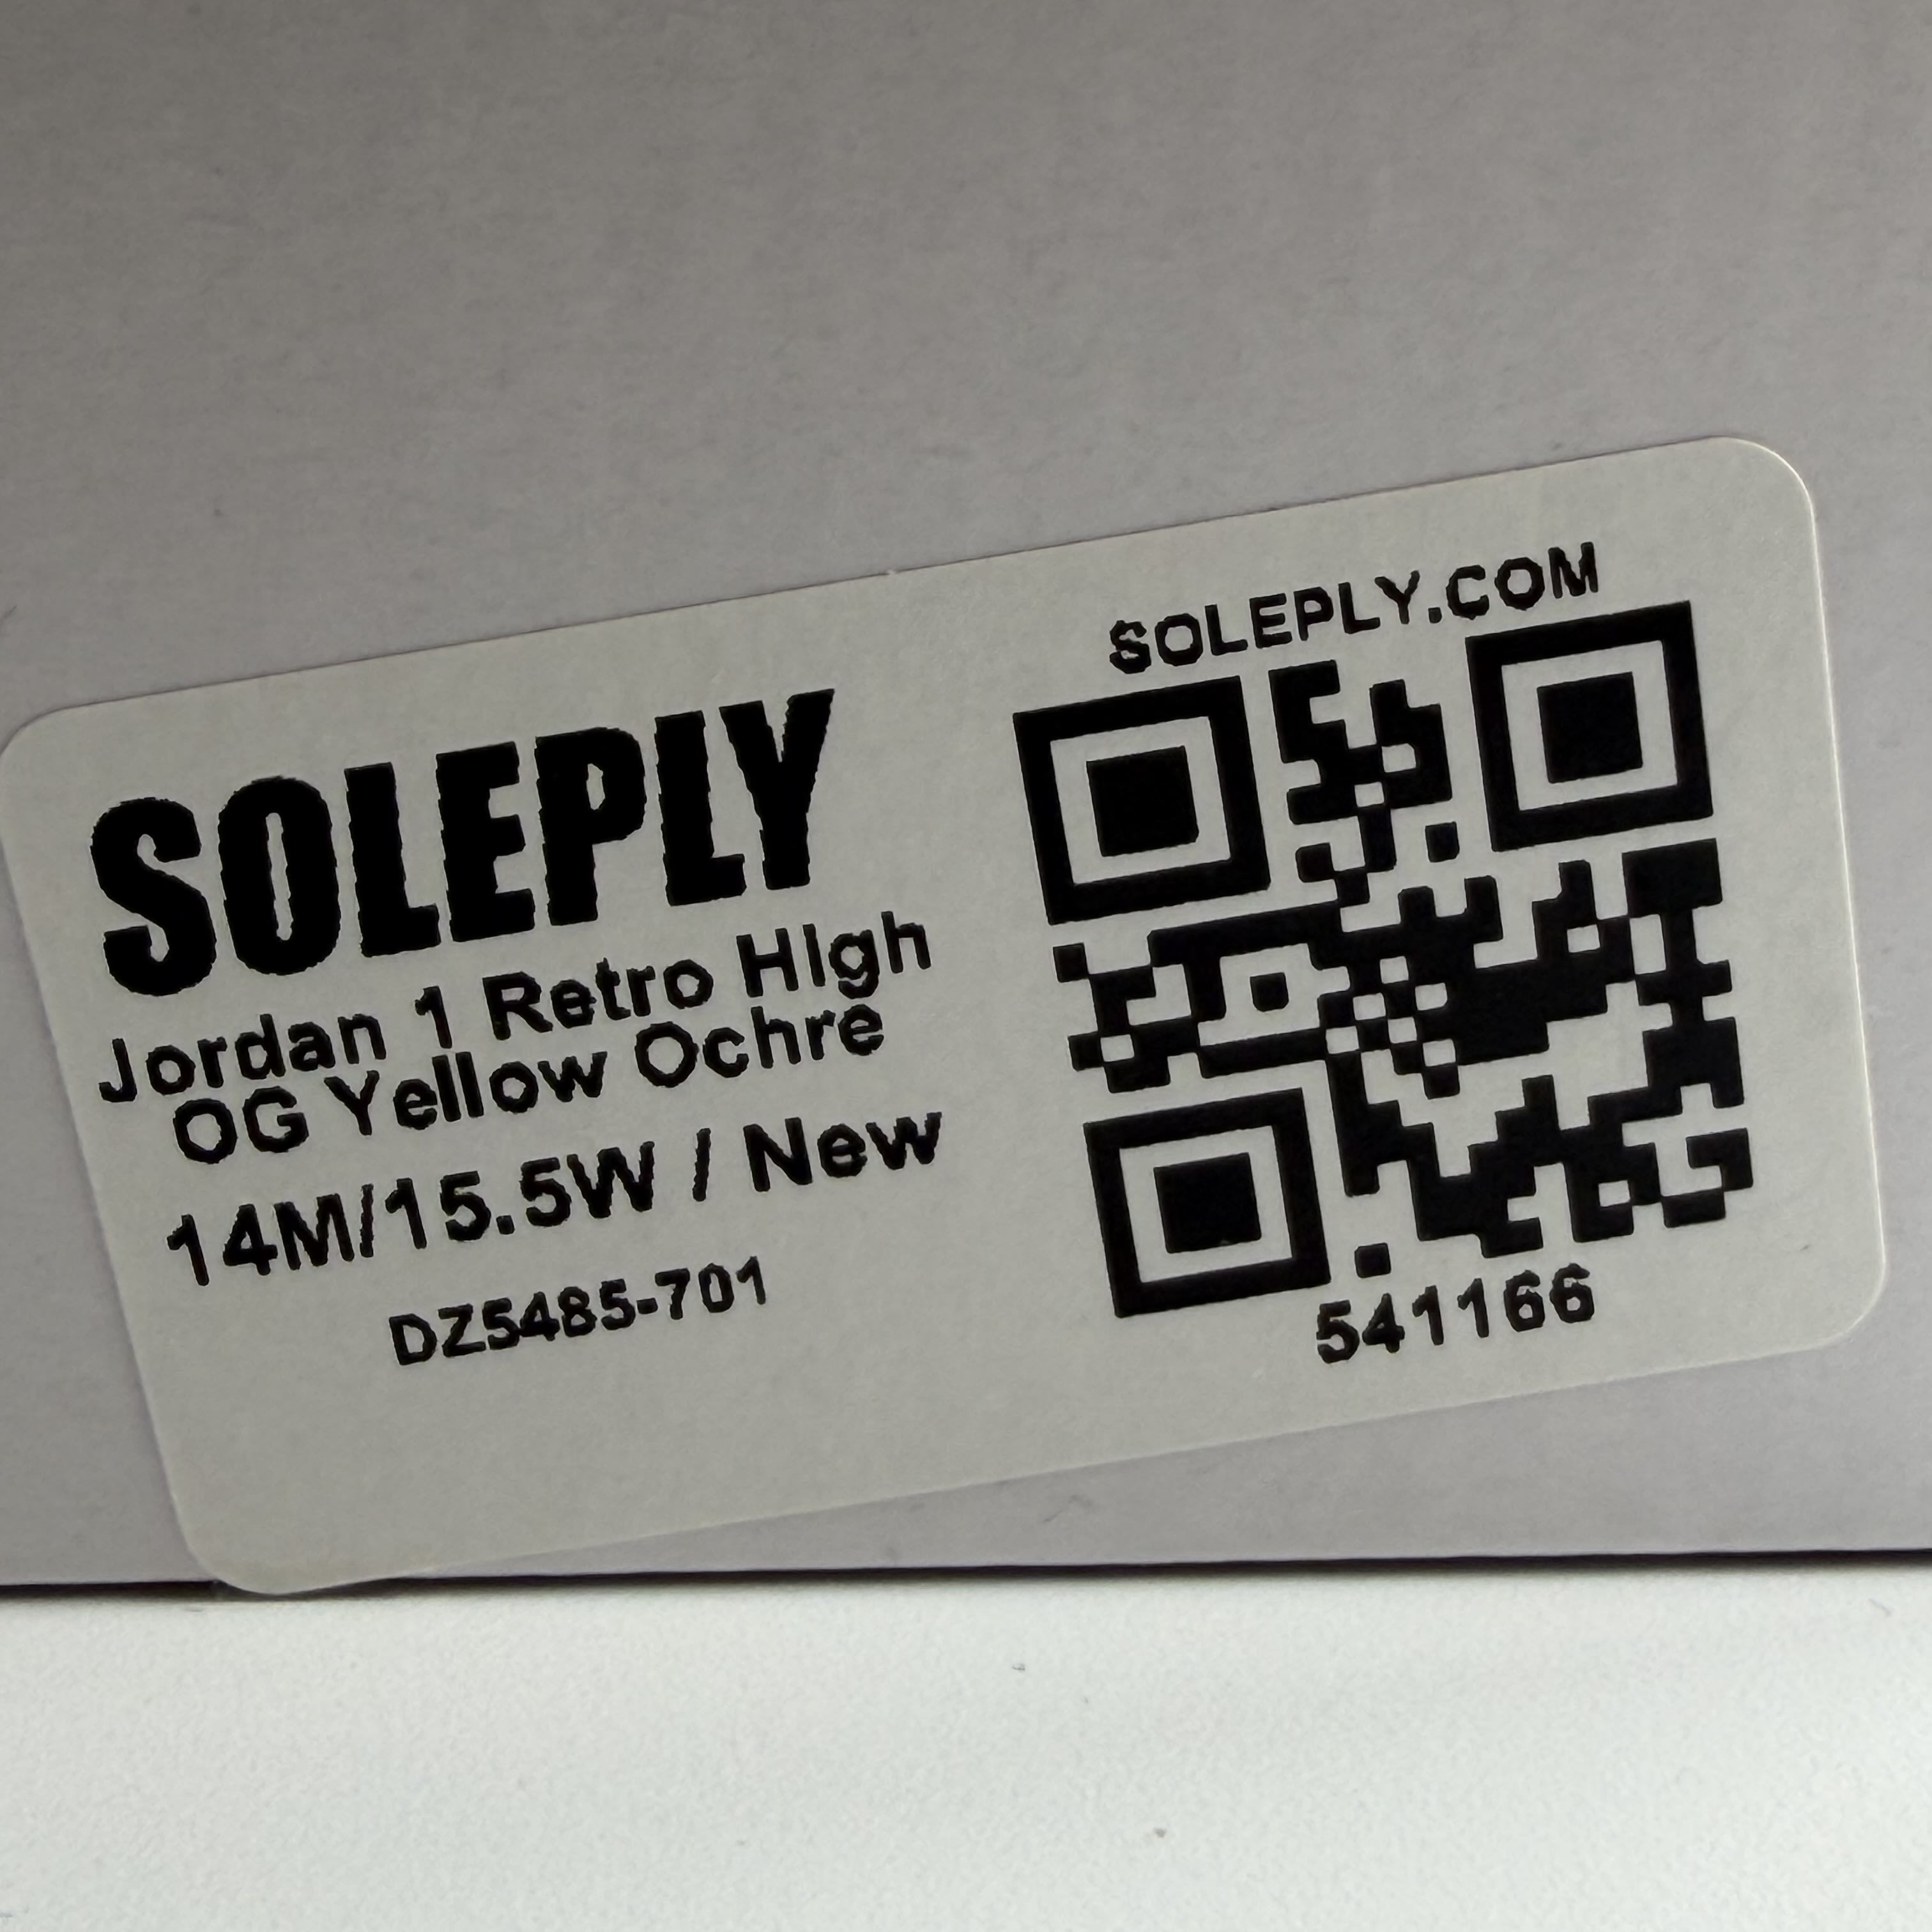 SOLEPLY
Jordan 1 Retro High
OG Yellow Ochre
14M/15.5W / New
DZ5485-701
SOLEPLY.COM
541166